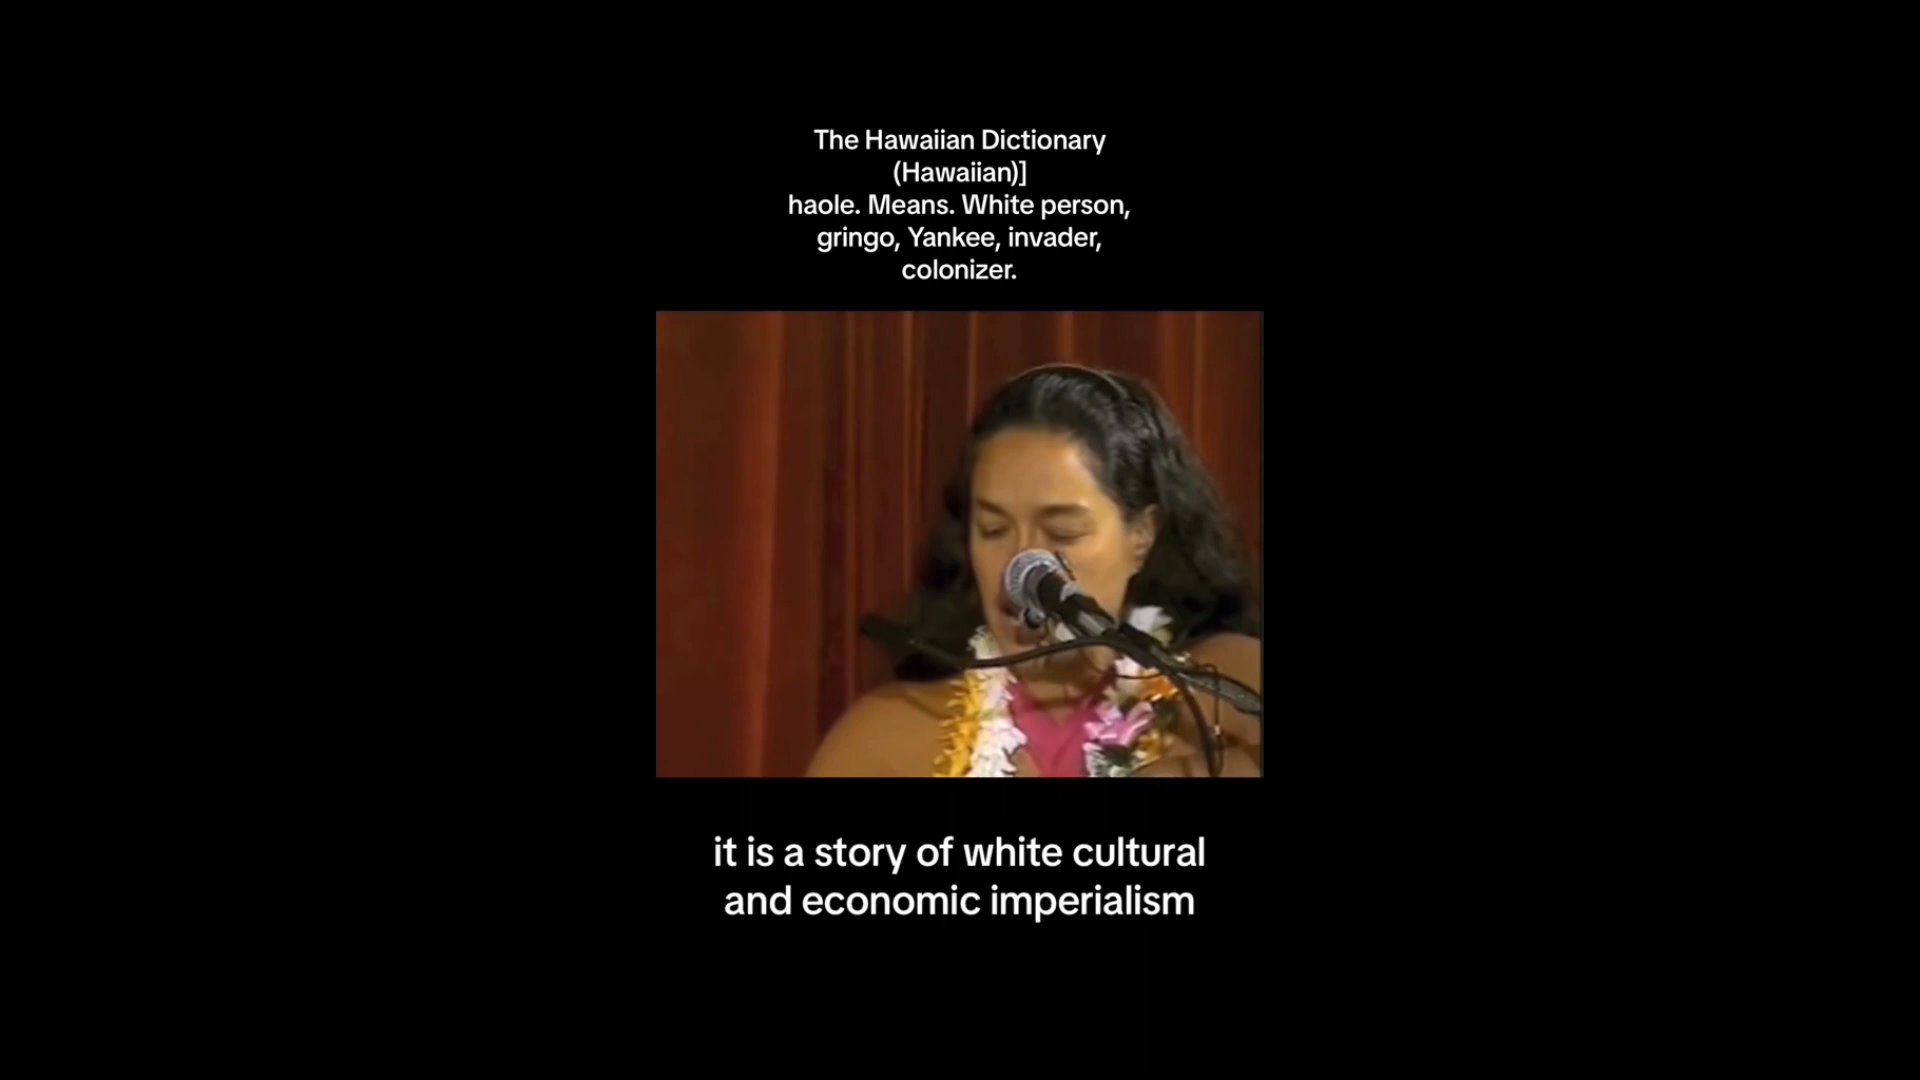 The Hawaiian Dictionary
(Hawaiian)]
haole. Means. White person,
gringo, Yankee, invader,
colonizer.
it is a story of white cultural
and economic imperialism